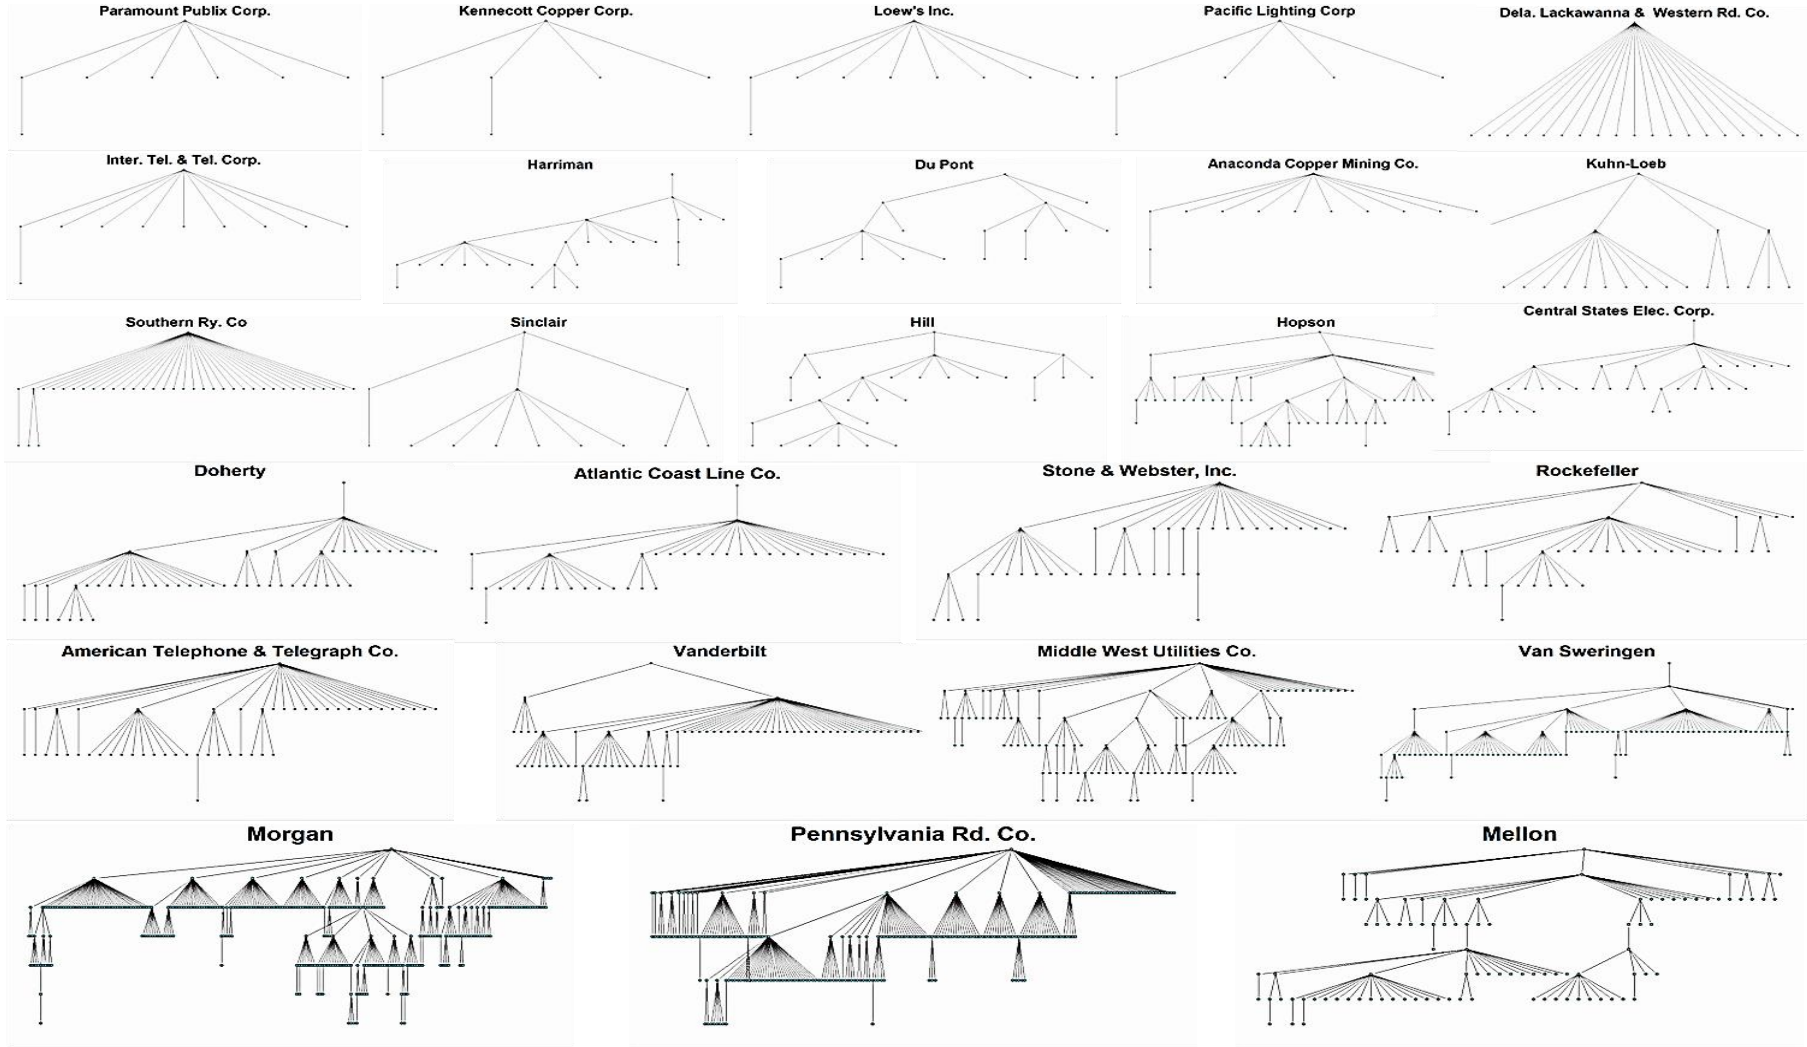 Paramount Publix Corp.
Kennecott Copper Corp.
Loew's Inc.
Pacific Lighting Corp
Dela. Lackawanna & Western Rd. Co.
Inter. Tel. & Tel. Corp.
Harriman
Du Pont
Anaconda Copper Mining Co.
Kuhn-Loeb
Southern Ry. Co
Sinclair
Hill
Hopson
Central States Elec. Corp.
Doherty
Atlantic Coast Line Co.
Stone & Webster, Inc.
Rockefeller
American Telephone & Telegraph Co.
Vanderbilt
Middle West Utilities Co.
Van Sweringen
Morgan
Pennsylvania Rd. Co.
Mellon